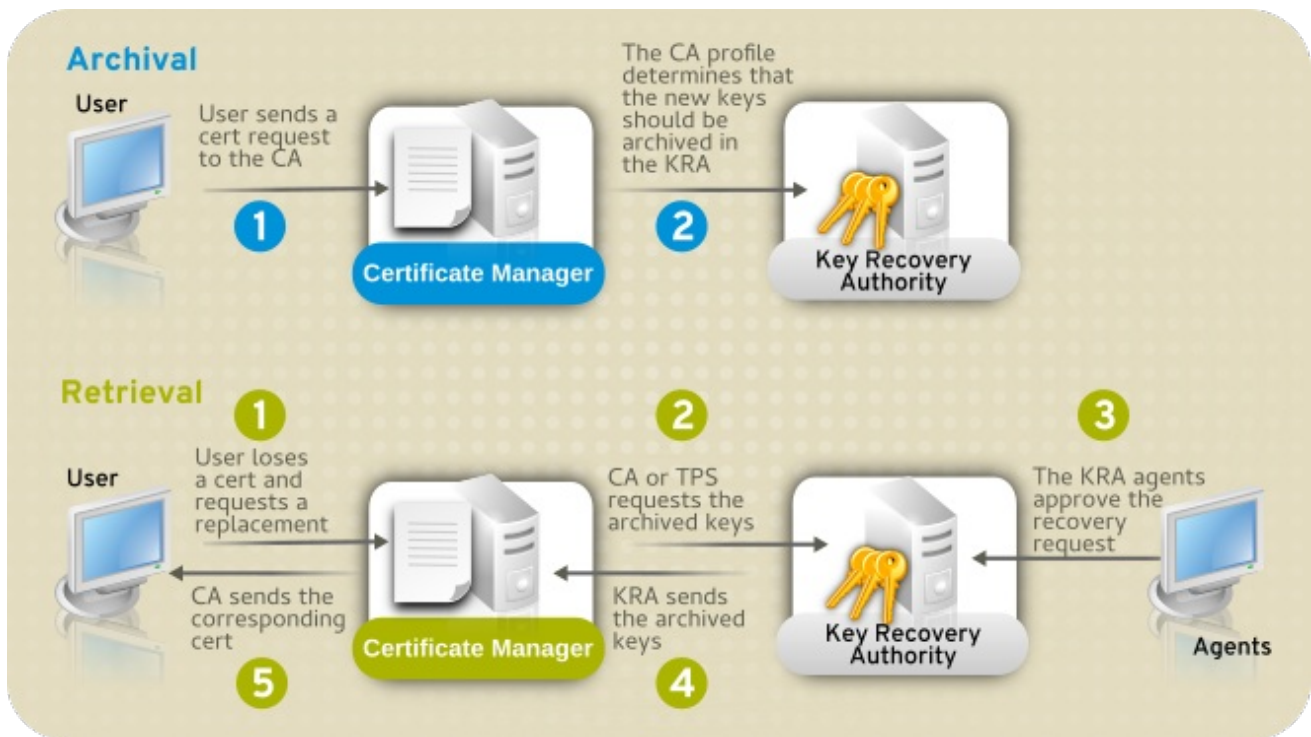 Archival
User
User sends a
cert request
to the CA
1
Certificate Manager
The CA profile
determines that
the new keys
should be
archived in
the KRA
2
Key Recovery
Authority
Retrieval
1
User
User loses
a cert and
requests a
replacement
CA sends the
corresponding
cert
5
Certificate Manager
2
CA or TPS
requests the
archived keys
KRA sends
the archived
keys
4
Key Recovery
Authority
3
The KRA agents
approve the
recovery
request
Agents